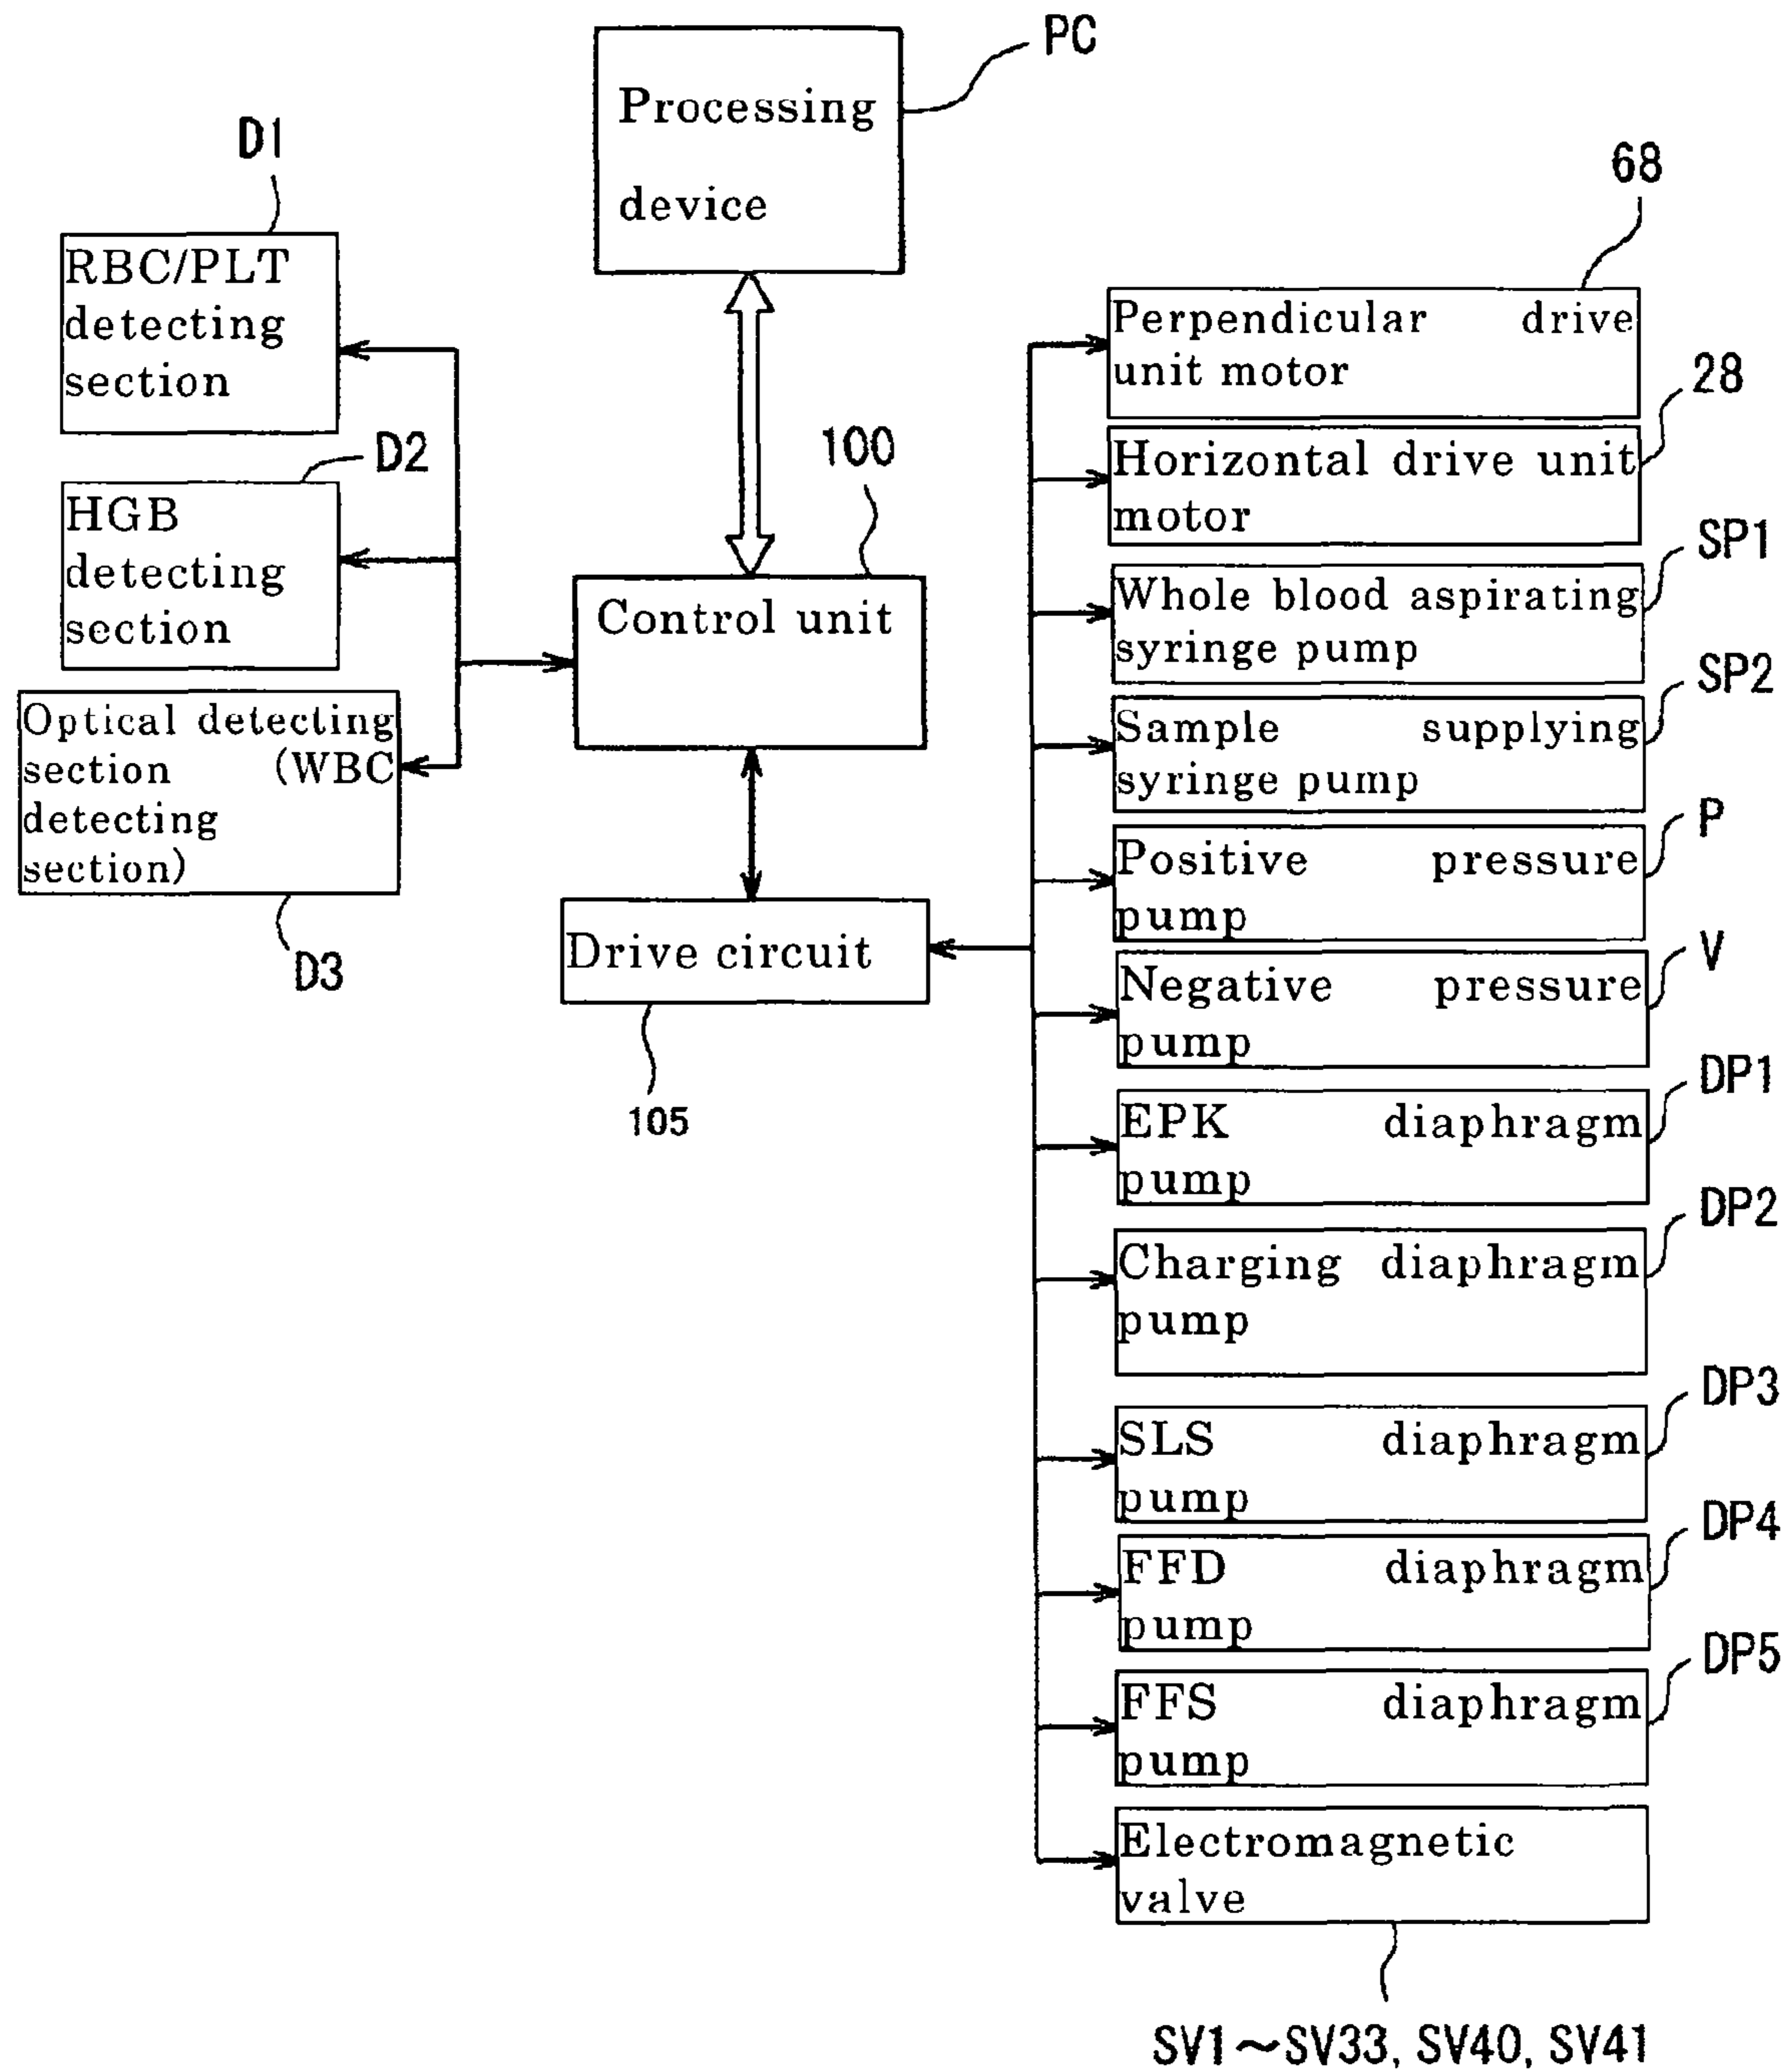 PC
Processing
device
D1
RBC/PLT
detecting
section
D2
HGB
detecting
section
Optical detecting
section (WBC
detecting
section)
D3
100
Control unit
Drive circuit
105
68
Perpendicular drive
unit motor
28
Horizontal drive unit
motor
SP1
Whole blood aspirating
syringe pump
SP2
Sample supplying
syringe pump
P
Positive pressure
pump
V
Negative pressure
pump
DP1
EPK diaphragm
pump
DP2
Charging diaphragm
pump
DP3
SLS diaphragm
pump
DP4
FFD diaphragm
pump
DP5
FFS diaphragm
pump
Electromagnetic
valve
SV1~SV33, SV40, SV41